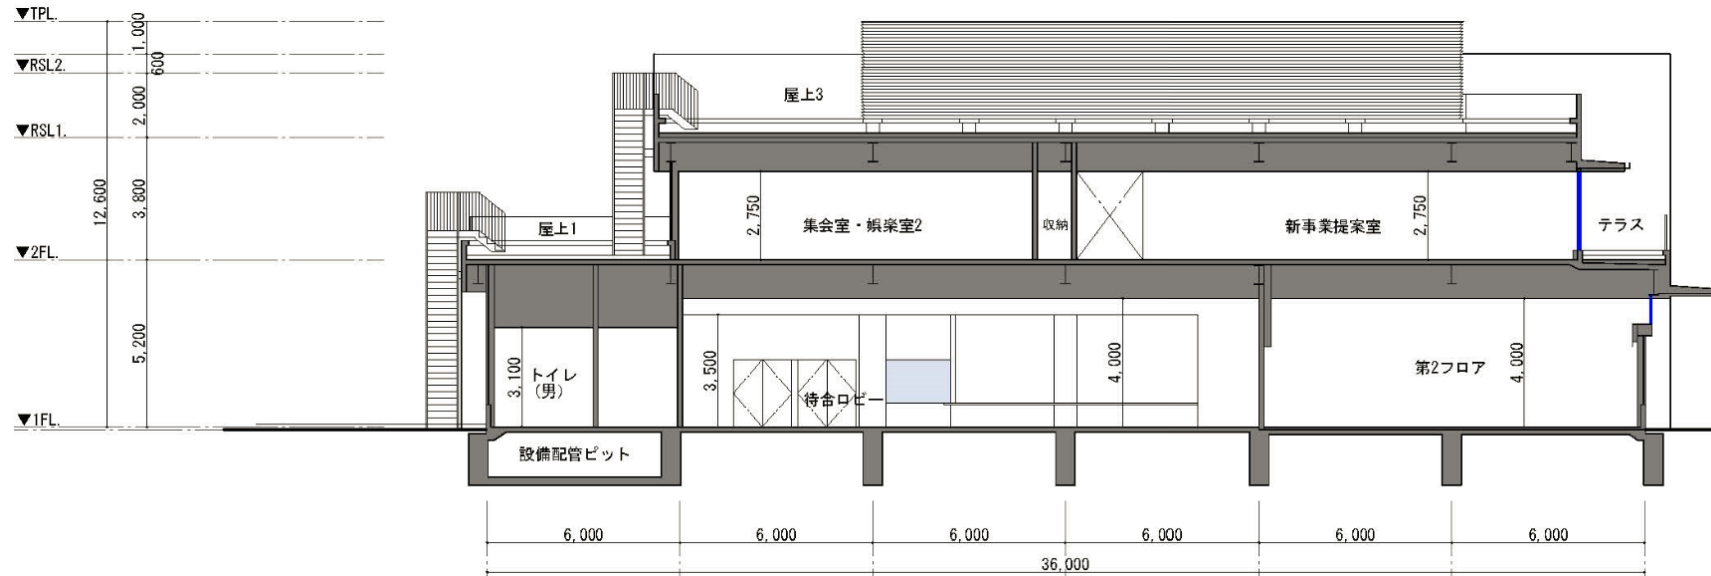 ▼TPL.
1,000
600
▼RSL2.
2,000
屋上3
▼RSL1.
12,600
3,800
2,750
集会室・娯楽室2
収納
新事業提案室
2,750
テラス
屋上1
▼2FL.
5,200
3,100
トイレ
(男)
3,500
待合ロビー
4,000
第2フロア
4,000
▼1FL.
設備配管ピット
6,000
6,000
6,000
6,000
6,000
6,000
36,000